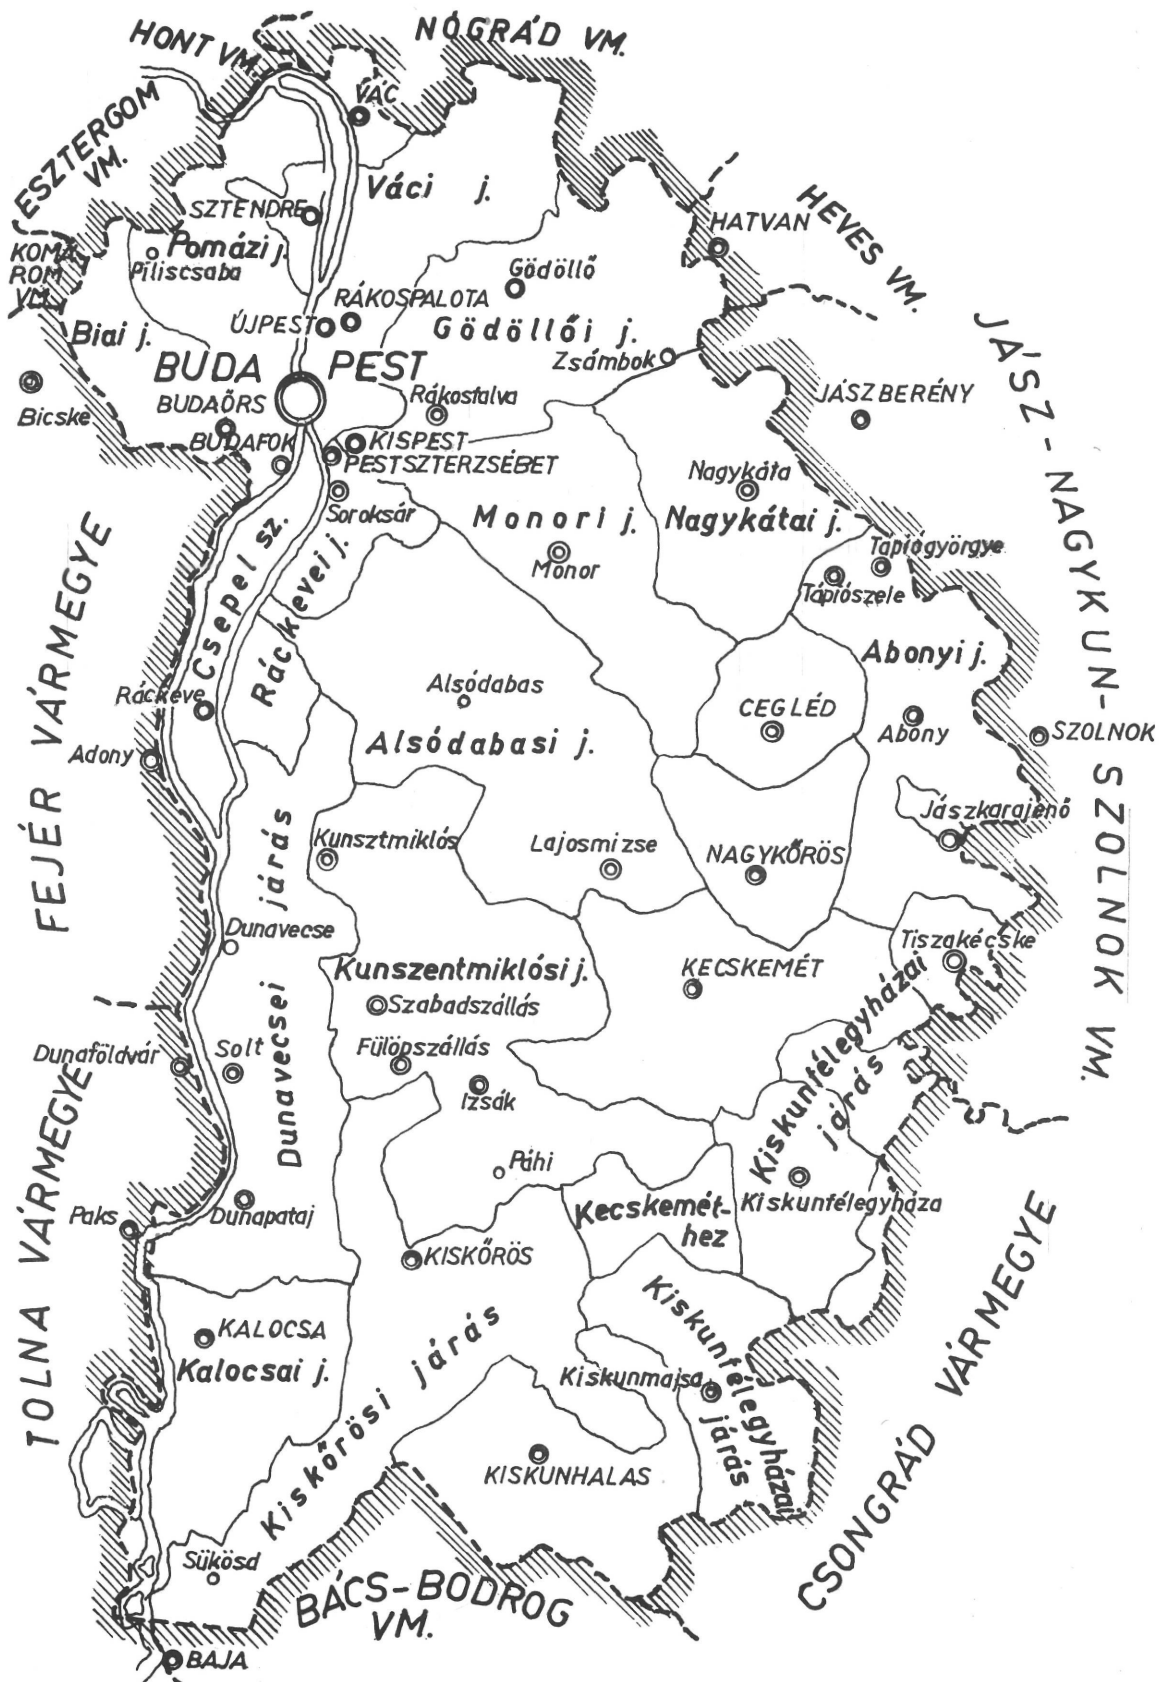 HONT VM.
NÓGRÁD VM.
ESZTERGOM
VM.
VÁC
Váci j.
SZTENDRE
Pomázi j.
Piliscsaba
KOMÁ
ROM
VM.
HATVAN
HEVES VM.
Gödöllő
RÁKOSPALOTA
ÚJPEST
Gödöllői j.
Biai j.
Zsámbok
BUDA PEST
Bicske
BUDAÖRS
Rákosfalva
JÁSZBERÉNY
BUDAFOK
KISPEST
PESTSZTERZSÉBET
Nagykáta
Soroksár
Monori j.
Nagykátai j.
Monor
Tápiógyörgye
Tápiószele
Csepel sz.
Ráckevei j.
Abonyi j.
JÁSZ-NAGYKUN-SZOLNOK VM.
FEJÉR VÁRMEGYE
Ráckeve
Alsódabas
CEGLÉD
Abony
SZOLNOK
Alsódabasi j.
Adony
Jászkarajenő
Kunsztmiklós
Lajosmizse
NAGYKŐRÖS
Dunavecse
Tiszakécske
Dunavecsei járás
Kunszentmiklósi j.
KECSKEMÉT
Szabadszállás
Kiskunfélegyházai
járás
Dunaföldvár
Solt
Fülöpszállás
Izsák
Páhi
TOLNA VÁRMEGYE
Paks
Dunapataj
Kecskemét-
hez
Kiskunfélegyháza
KISKŐRÖS
CSONGRÁD VÁRMEGYE
KALOCSA
Kalocsai j.
Kiskőrösi járás
Kiskunmajsa
Kiskunfélegyházai
járás
KISKUNHALAS
Sükösd
BÁCS-BODROG
VM.
BAJA